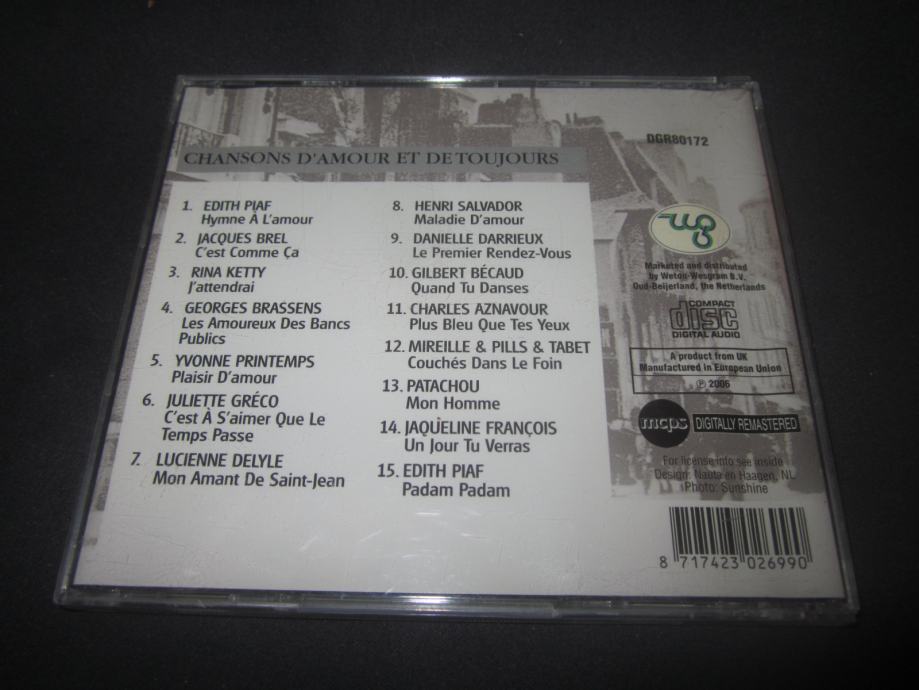 CHANSONS D'AMOUR ET DE TOUJOURS
1. EDITH PIAF
Hymne À L'amour
2. JACQUES BREL
C'est Comme Ça
3. RINA KETTY
J'attendrai
4. GEORGES BRASSENS
Les Amoureux Des Bancs
Publics
5. YVONNE PRINTEMPS
Plaisir D'amour
6. JULIETTE GRÉCO
C'est À S'aimer Que Le
Temps Passe
7. LUCIENNE DELYLE
Mon Amant De Saint-Jean
8. HENRI SALVADOR
Maladie D'amour
9. DANIELLE DARRIEUX
Le Premier Rendez-Vous
10. GILBERT BÉCAUD
Quand Tu Danses
11. CHARLES AZNAVOUR
Plus Bleu Que Tes Yeux
12. MIREILLE & PILLS & TABET
Couchés Dans Le Foin
13. PATACHOU
Mon Homme
14. JAQUELINE FRANÇOIS
Un Jour Tu Verras
15. EDITH PIAF
Padam Padam
DGR80172
wg
Marketed and distributed
by Weton-Wesgram B.V.
Oud-Beijerland, the Netherlands
COMPACT
disc
DIGITAL AUDIO
A product from UK
Manufactured in European Union
℗ 2006
mcps DIGITALLY REMASTERED
For license info see inside
Design: Nauta en Haagen, NL
Photo: Sunshine
8 717423 026990